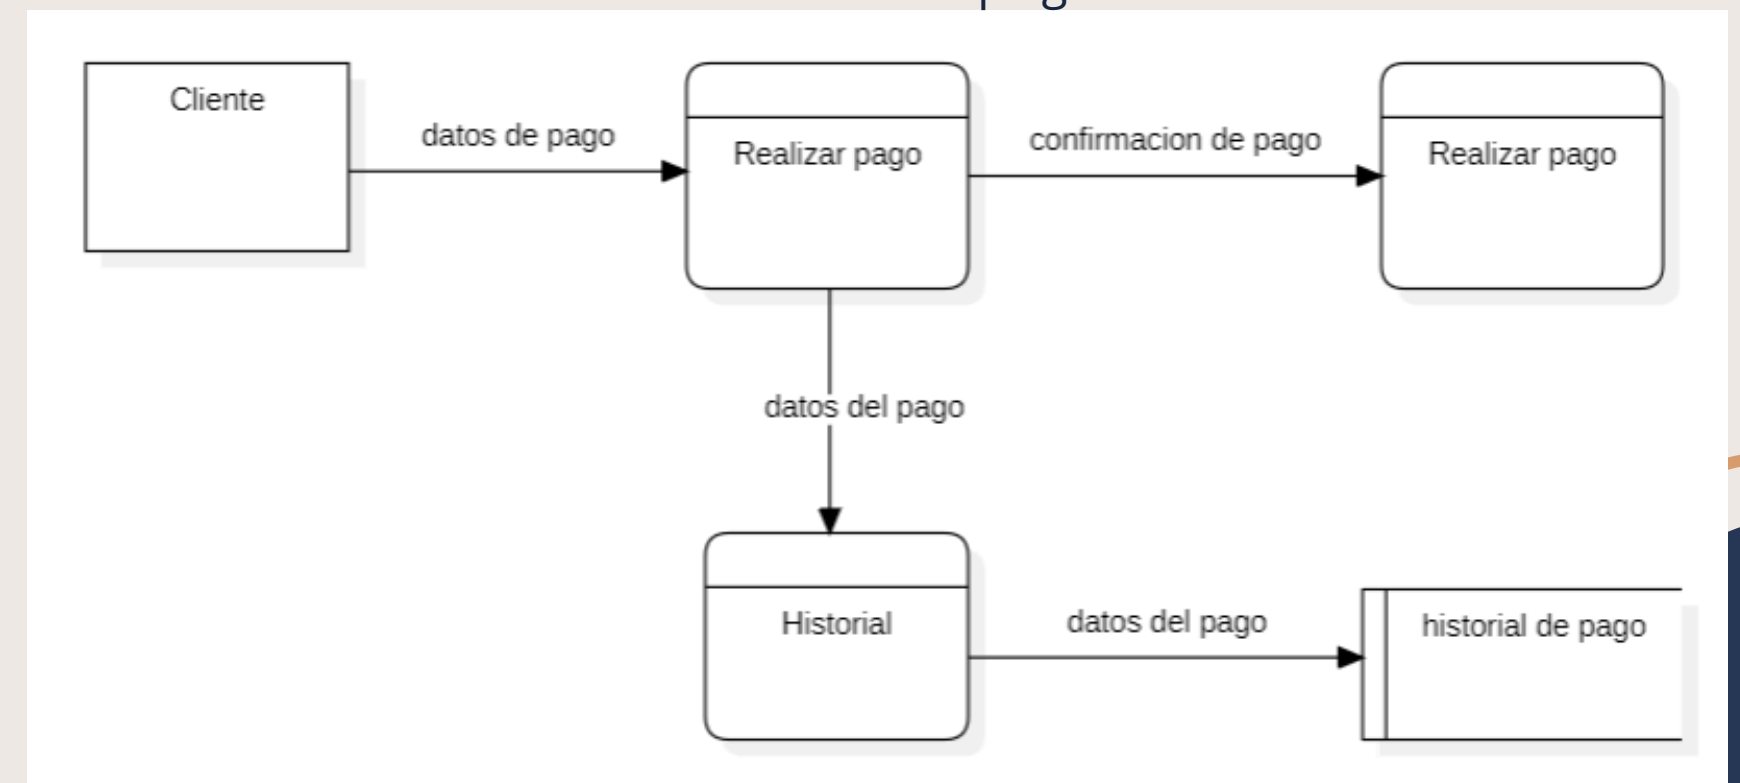 Cliente
datos de pago
Realizar pago
confirmacion de pago
Realizar pago
datos del pago
Historial
datos del pago
historial de pago